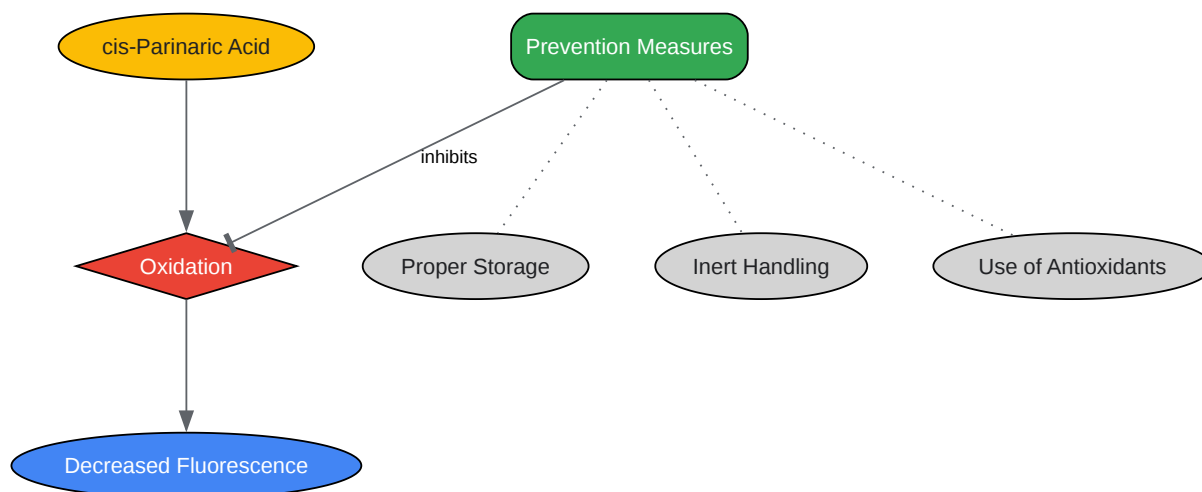 cis-Parinaric Acid
Prevention Measures
inhibits
Oxidation
Proper Storage
Inert Handling
Use of Antioxidants
Decreased Fluorescence